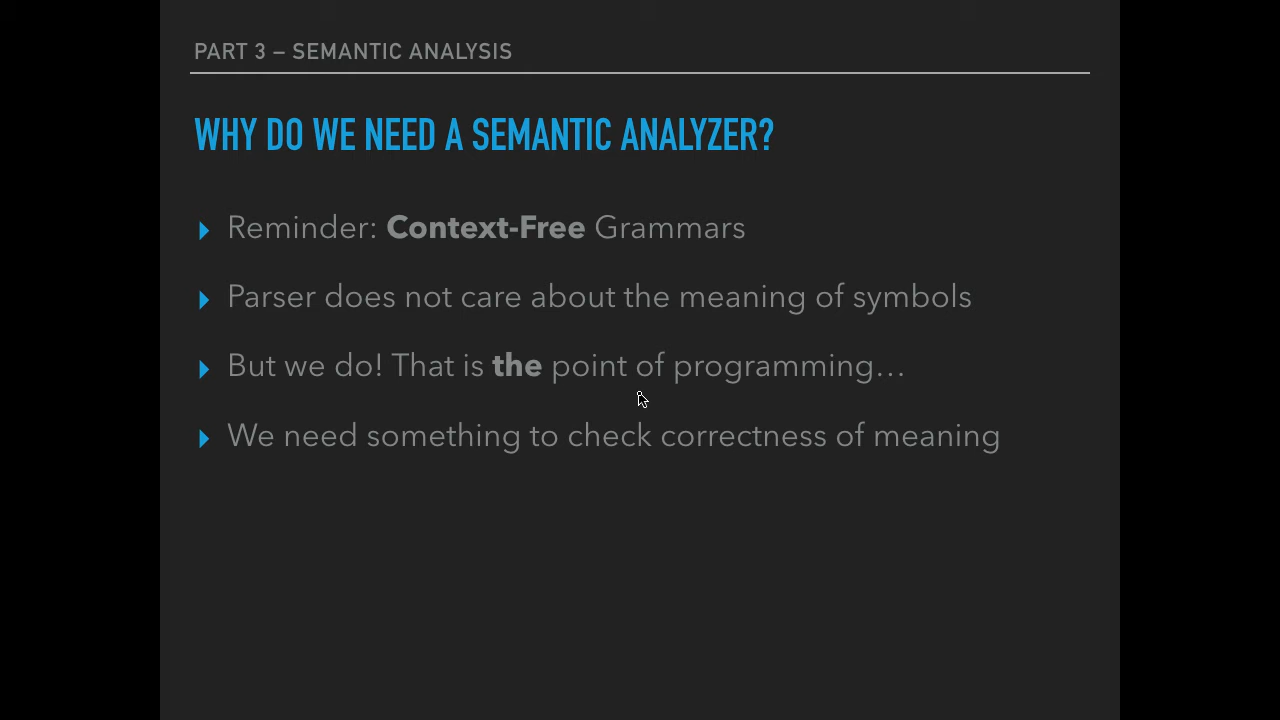 PART 3 – SEMANTIC ANALYSIS
WHY DO WE NEED A SEMANTIC ANALYZER?
Reminder: Context-Free Grammars
Parser does not care about the meaning of symbols
But we do! That is the point of programming…
We need something to check correctness of meaning